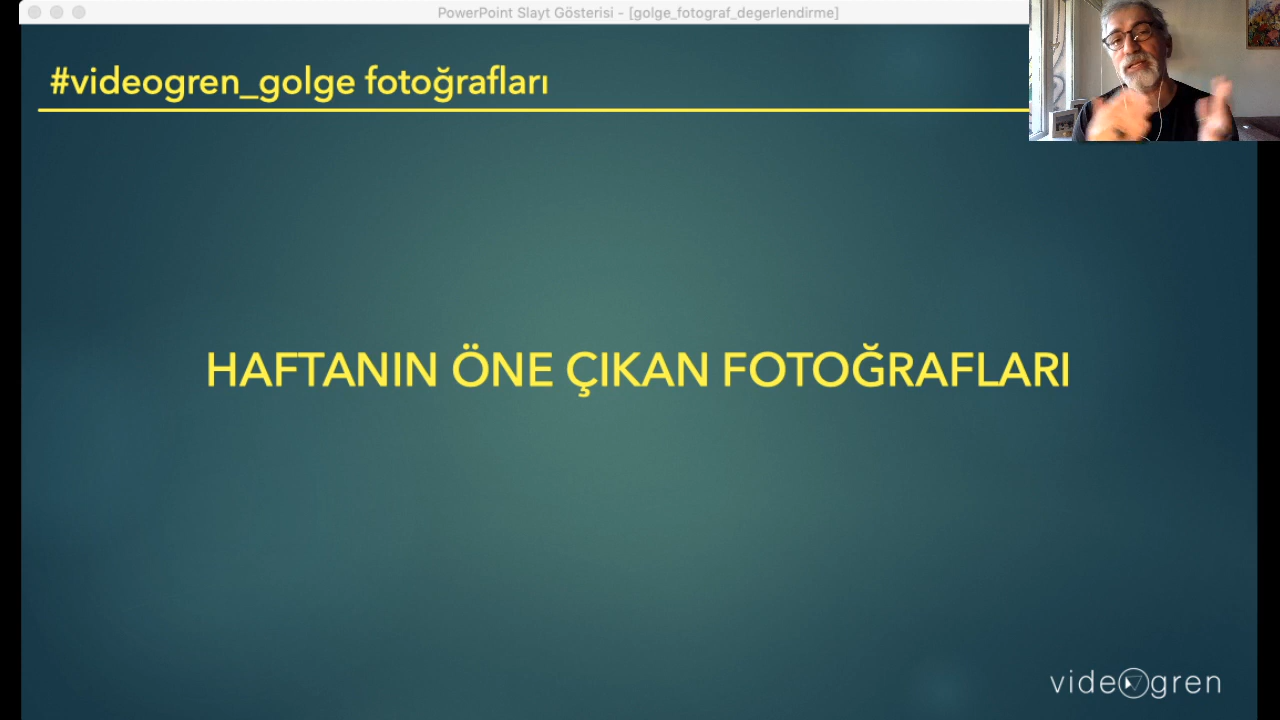 PowerPoint Slayt Gösterisi - [golge_fotograf_degerlendirme]
#videogren_golge fotoğrafları
HAFTANIN ÖNE ÇIKAN FOTOĞRAFLARI
videogren